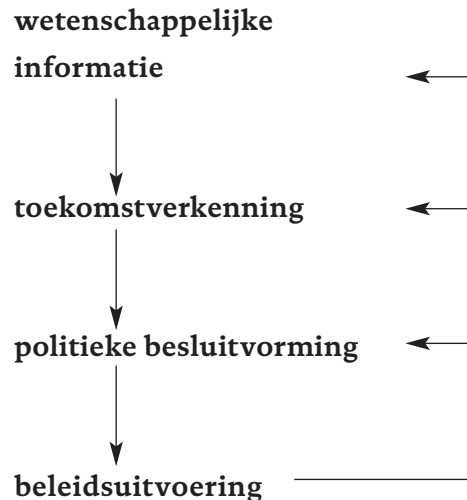 wetenschappelijke
informatie
toekomstverkenning
politieke besluitvorming
beleidsuitvoering